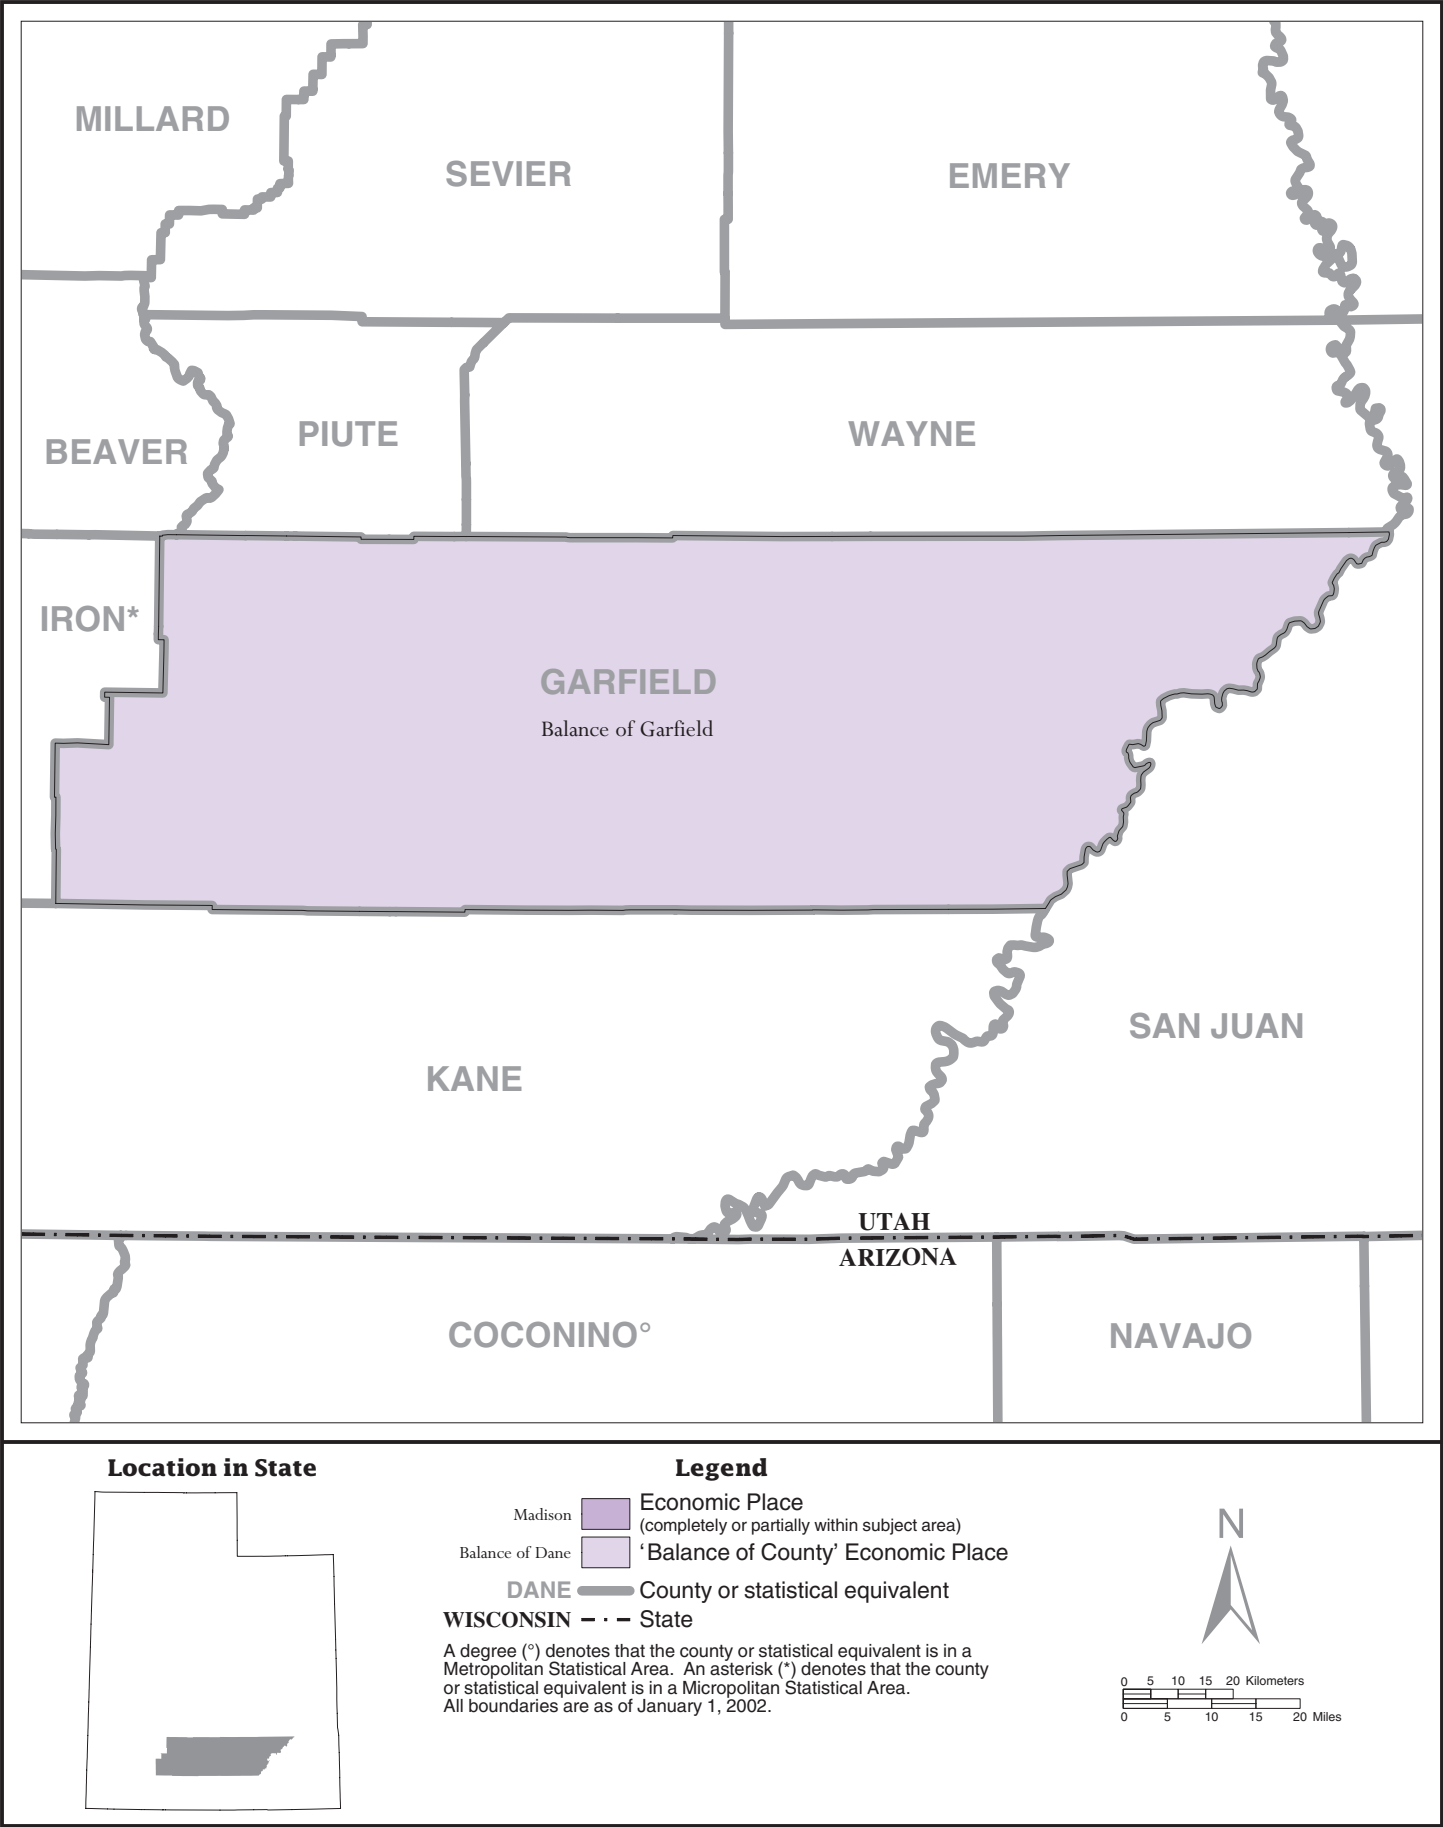 MILLARD
SEVIER
EMERY
BEAVER
PIUTE
WAYNE
IRON*
GARFIELD
Balance of Garfield
SAN JUAN
KANE
UTAH
ARIZONA
COCONINO°
NAVAJO
Location in State
Legend
Madison
Economic Place
(completely or partially within subject area)
Balance of Dane
‘Balance of County’ Economic Place
DANE
County or statistical equivalent
WISCONSIN
State
A degree (°) denotes that the county or statistical equivalent is in a
Metropolitan Statistical Area.  An asterisk (*) denotes that the county
or statistical equivalent is in a Micropolitan Statistical Area.
All boundaries are as of January 1, 2002.
N
0 5 10 15 20 Kilometers
0 5 10 15 20 Miles